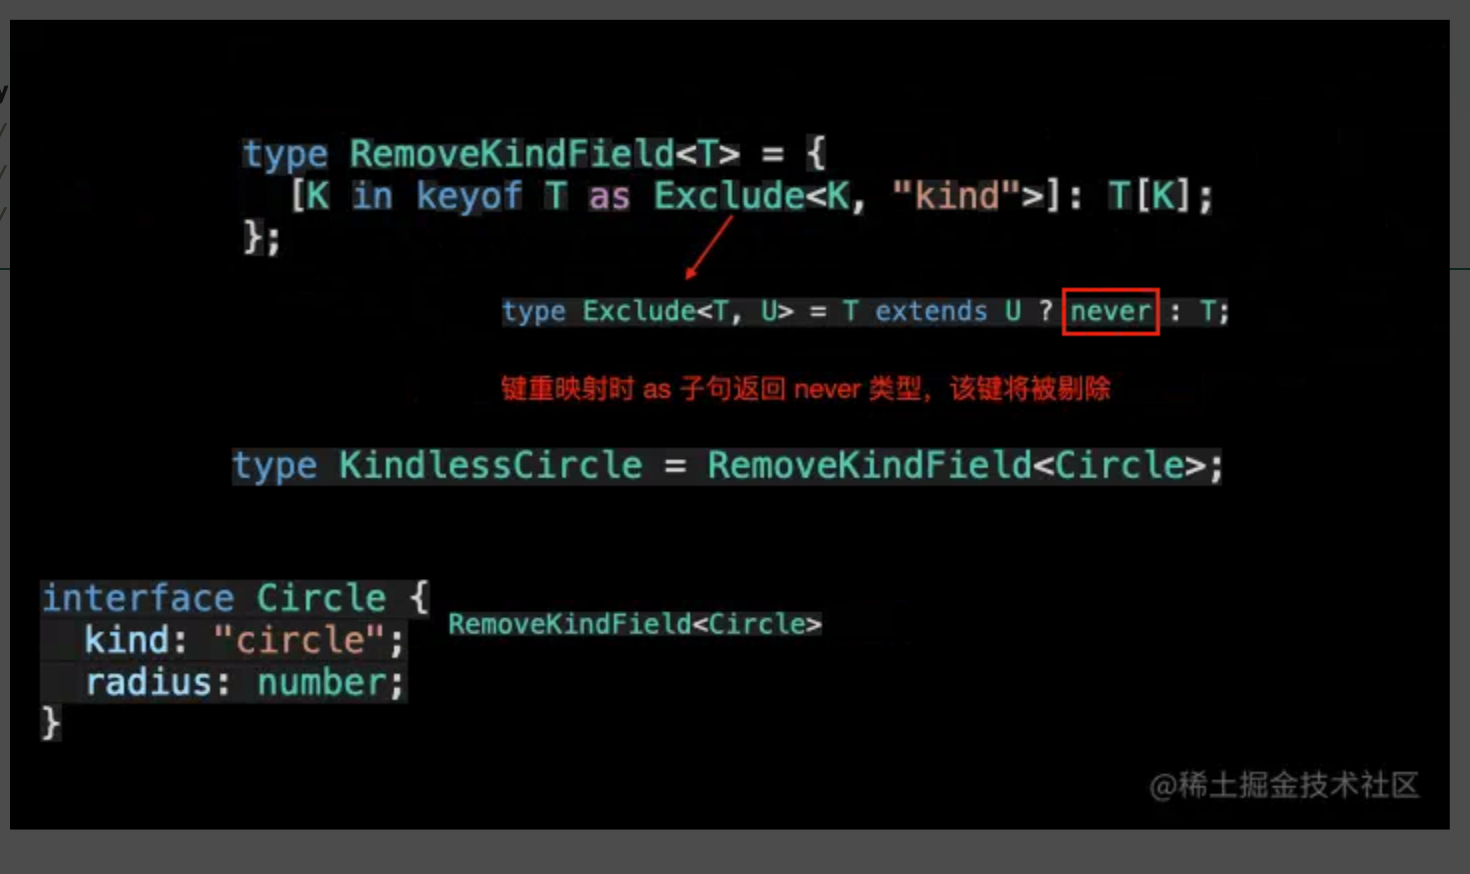 type RemoveKindField<T> = {
[K in keyof T as Exclude<K, "kind">]: T[K];
};
type Exclude<T, U> = T extends U ? never : T;
键重映射时 as 子句返回 never 类型，该键将被剔除
type KindlessCircle = RemoveKindField<Circle>;
interface Circle {
kind: "circle";
radius: number;
}
RemoveKindField<Circle>
@稀土掘金技术社区